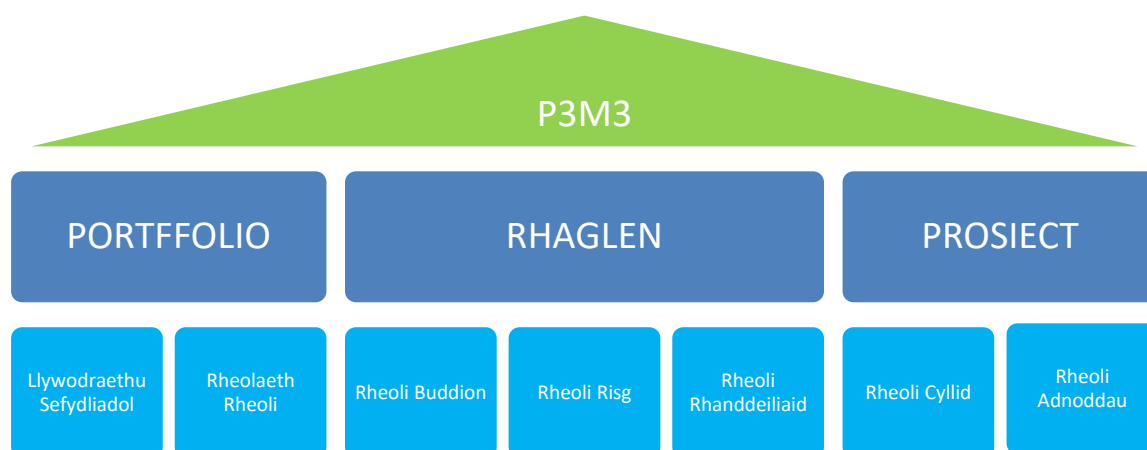 P3M3
PORTFFOLIO
RHAGLEN
PROSIECT
Llywodraethu
Sefydliadol
Rheolaeth
Rheoli
Rheoli Buddion
Rheoli Risg
Rheoli
Rhanddeiliaid
Rheoli Cyllid
Rheoli
Adnoddau